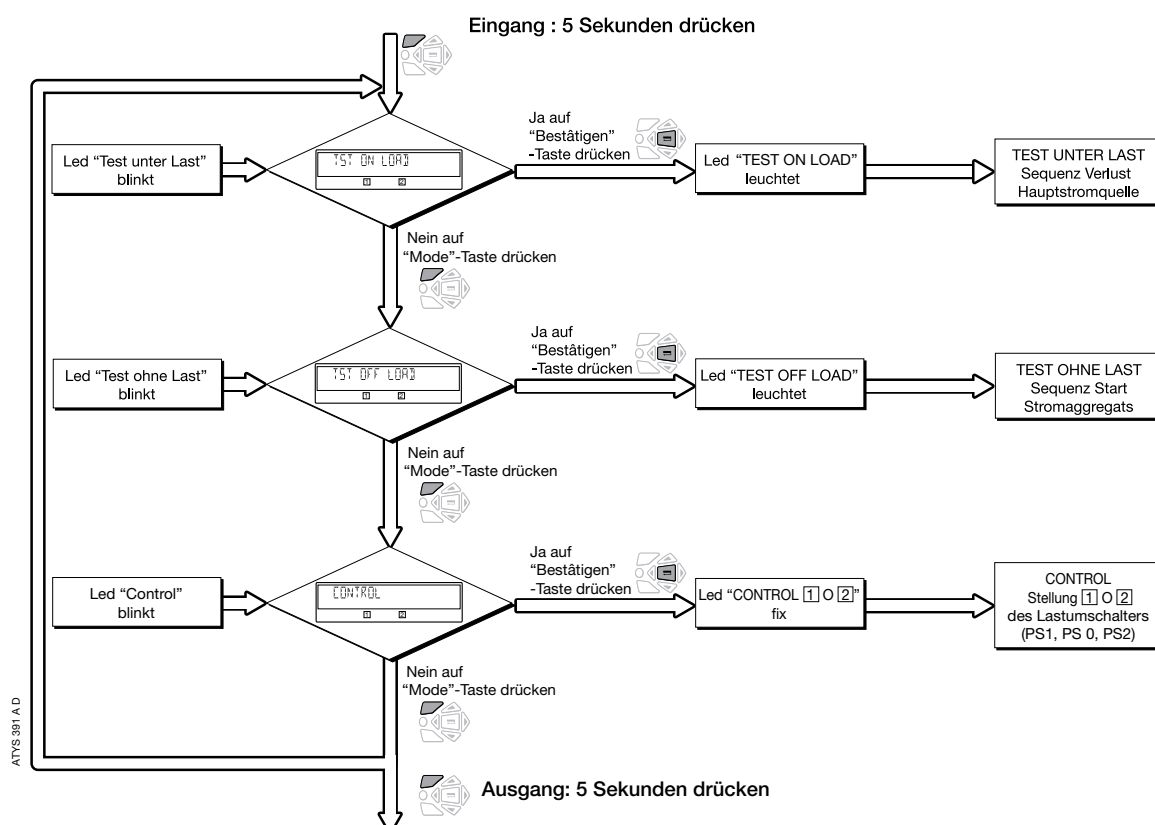 Eingang : 5 Sekunden drücken
Led “Test unter Last”
blinkt
TST ON LOAD
1 2
Ja auf
“Bestätigen”
-Taste drücken
Led “TEST ON LOAD”
leuchtet
TEST UNTER LAST
Sequenz Verlust
Hauptstromquelle
Nein auf
“Mode”-Taste drücken
Led “Test ohne Last”
blinkt
TST OFF LOAD
1 2
Ja auf
“Bestätigen”
-Taste drücken
Led “TEST OFF LOAD”
leuchtet
TEST OHNE LAST
Sequenz Start
Stromaggregats
Nein auf
“Mode”-Taste drücken
Led “Control”
blinkt
CONTROL
1 2
Ja auf
“Bestätigen”
-Taste drücken
Led “CONTROL 1 O 2”
fix
CONTROL
Stellung 1 O 2
des Lastumschalters
(PS1, PS 0, PS2)
Nein auf
“Mode”-Taste drücken
Ausgang: 5 Sekunden drücken
ATYS 391 A D